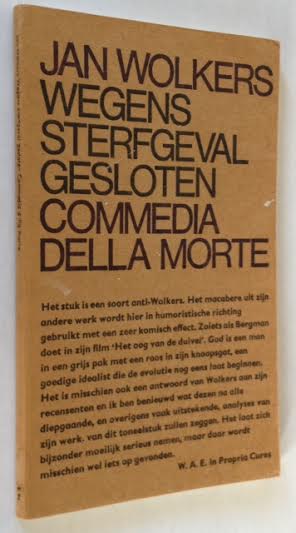 JAN WOLKERS
WEGENS
STERFGEVAL
GESLOTEN
COMMEDIA
DELLA MORTE
Het stuk is een soort anti-Wolkers. Het macabere uit zijn
andere werk wordt hier in humoristische richting
gebruikt met een zeer komisch effect. Zoiets als Bergman
doet in zijn film 'Het oog van de duivel'. God is een man
in een grijs pak met een roos in zijn knoopsgat, een
goedige idealist die de evolutie nog eens laat beginnen.
Het is misschien ook een antwoord van Wolkers aan zijn
recensenten en ik ben benieuwd wat dezen na alle
diepgaande, en overigens vaak uitstekende, analyses van
zijn werk, van dit toneelstuk zullen zeggen. Het laat zich
bijzonder moeilijk serieus nemen, maar daar wordt
misschien wel iets op gevonden.
W. A. E. in Propria Cures